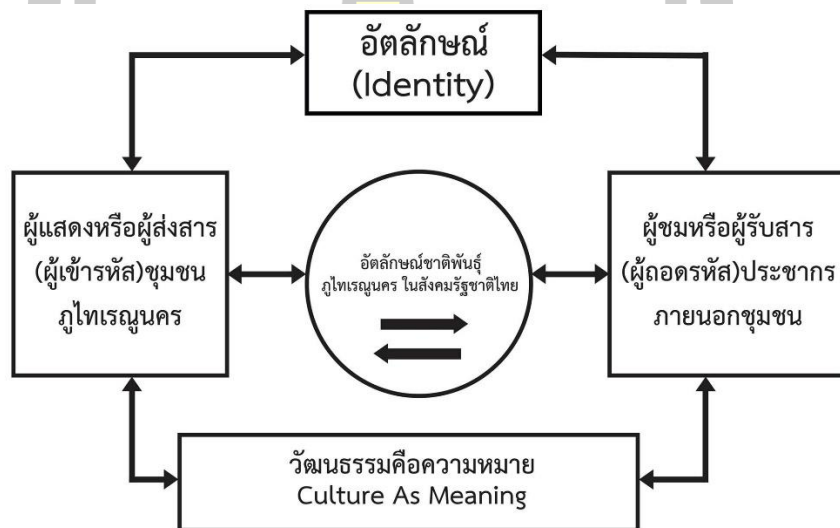 อัตลักษณ์
(Identity)
ผู้แสดงหรือผู้ส่งสาร
(ผู้เข้ารหัส)ชุมชน
ภูไทเรณูนคร
อัตลักษณ์ชาติพันธุ์
ภูไทเรณูนคร ในสังคมรัฐชาติไทย
ผู้ชมหรือผู้รับสาร
(ผู้ถอดรหัส)ประชากร
ภายนอกชุมชน
วัฒนธรรมคือความหมาย
Culture As Meaning